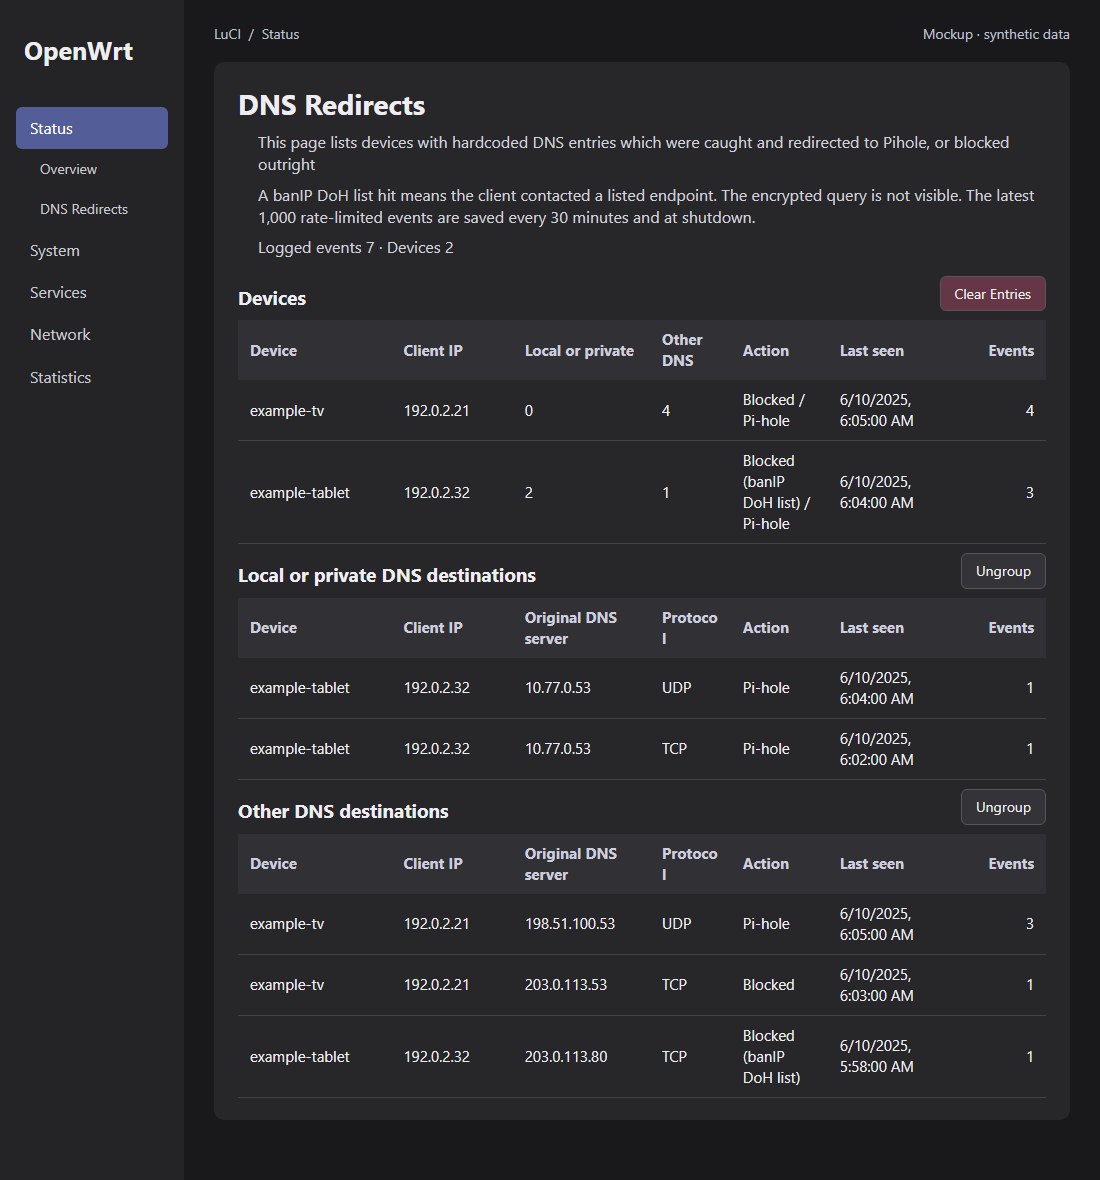 OpenWrt
Status
Overview
DNS Redirects
System
Services
Network
Statistics
LuCI / Status
Mockup · synthetic data
DNS Redirects
This page lists devices with hardcoded DNS entries which were caught and redirected to Pihole, or blocked
outright
A banIP DoH list hit means the client contacted a listed endpoint. The encrypted query is not visible. The latest
1,000 rate-limited events are saved every 30 minutes and at shutdown.
Logged events 7 · Devices 2
Devices
Clear Entries
Device Client IP Local or private Other DNS Action Last seen Events
example-tv 192.0.2.21 0 4 Blocked / Pi-hole 6/10/2025, 6:05:00 AM 4
example-tablet 192.0.2.32 2 1 Blocked (banIP DoH list) / Pi-hole 6/10/2025, 6:04:00 AM 3
Local or private DNS destinations
Ungroup
Device Client IP Original DNS server Protocol Action Last seen Events
example-tablet 192.0.2.32 10.77.0.53 UDP Pi-hole 6/10/2025, 6:04:00 AM 1
example-tablet 192.0.2.32 10.77.0.53 TCP Pi-hole 6/10/2025, 6:02:00 AM 1
Other DNS destinations
Ungroup
Device Client IP Original DNS server Protocol Action Last seen Events
example-tv 192.0.2.21 198.51.100.53 UDP Pi-hole 6/10/2025, 6:05:00 AM 3
example-tv 192.0.2.21 203.0.113.53 TCP Blocked 6/10/2025, 6:03:00 AM 1
example-tablet 192.0.2.32 203.0.113.80 TCP Blocked (banIP DoH list) 6/10/2025, 5:58:00 AM 1